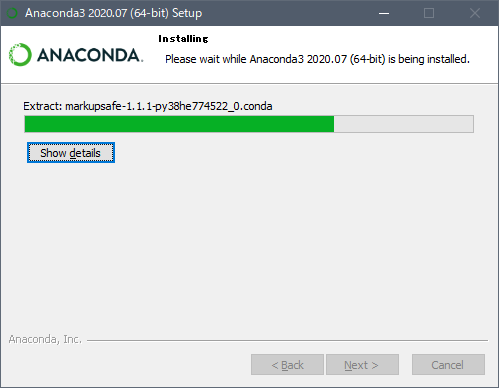 Anaconda3 2020.07 (64-bit) Setup
Installing
ANACONDA.
Please wait while Anaconda3 2020.07 (64-bit) is being installed.
Extract: markupsafe-1.1.1-py38he774522_0.conda
Show details
Anaconda, Inc.
< Back
Next >
Cancel